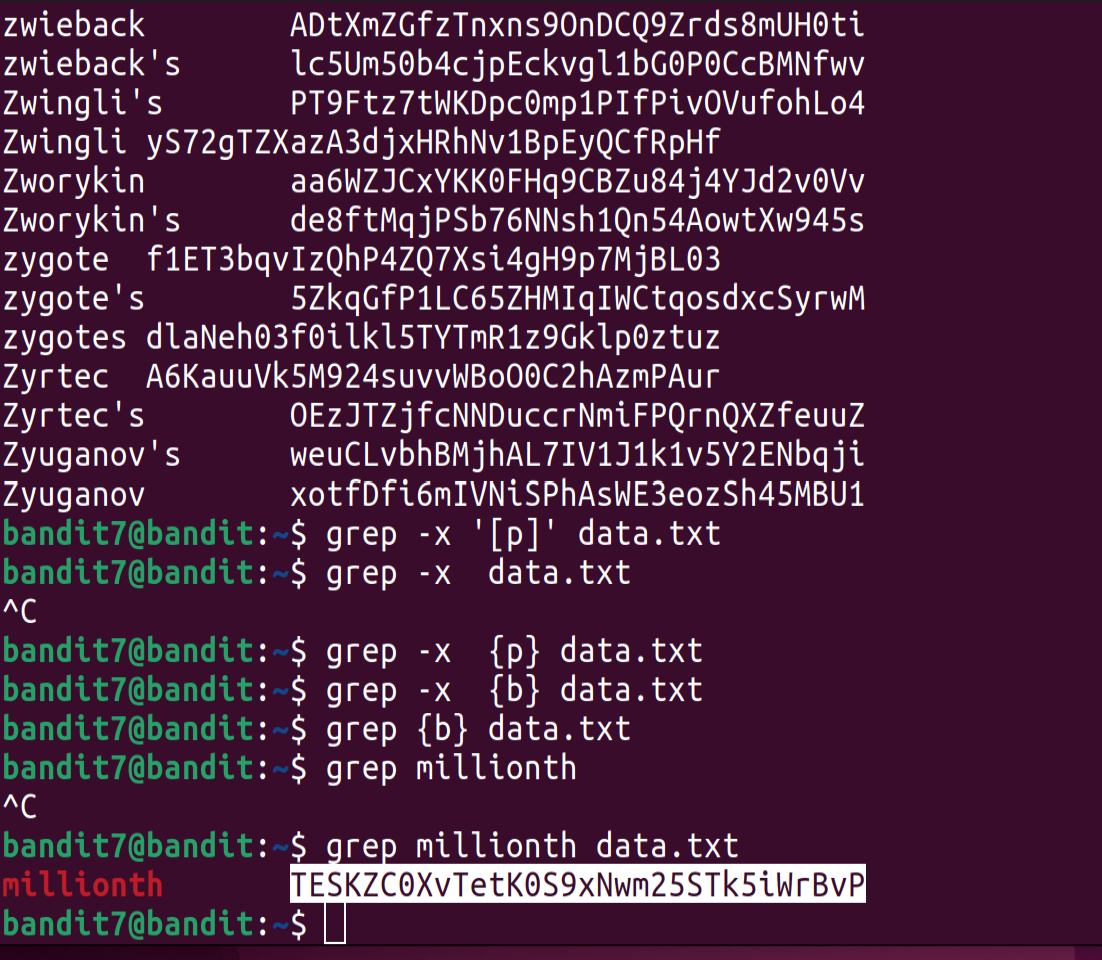 zwieback        ADtXmZGfzTnxns9OnDCQ9Zrds8mUH0ti
zwieback's      lc5Um50b4cjpEckvgl1bG0P0CcBMNfwv
Zwingli's       PT9Ftz7tWKDpc0mp1PIfPivOVufohLo4
Zwingli yS72gTZXazA3djxHRhNv1BpEyQCfRpHf
Zworykin        aa6WZJCxYKK0FHq9CBZu84j4YJd2v0Vv
Zworykin's      de8ftMqjPSb76NNsh1Qn54AowtXw945s
zygote  f1ET3bqvIzQhP4ZQ7Xsi4gH9p7MjBL03
zygote's        5ZkqGfP1LC65ZHMIqIWCtqosdxcSyrwM
zygotes dlaNeh03f0ilkl5TYTmR1z9Gklp0ztuz
Zyrtec  A6KauuVk5M924suvvWBoO0C2hAzmPAur
Zyrtec's        OEzJTZjfcNNDuccrNmiFPQrnQXZfeuuZ
Zyuganov's      weuCLvbhBMjhAL7IV1J1k1v5Y2ENbqji
Zyuganov        xotfDfi6mIVNiSPhAsWE3eozSh45MBU1
bandit7@bandit:~$ grep -x '[p]' data.txt
bandit7@bandit:~$ grep -x  data.txt
^C
bandit7@bandit:~$ grep -x  {p} data.txt
bandit7@bandit:~$ grep -x  {b} data.txt
bandit7@bandit:~$ grep {b} data.txt
bandit7@bandit:~$ grep millionth
^C
bandit7@bandit:~$ grep millionth data.txt
millionth       TESKZC0XvTetK0S9xNwm25STk5iWrBvP
bandit7@bandit:~$